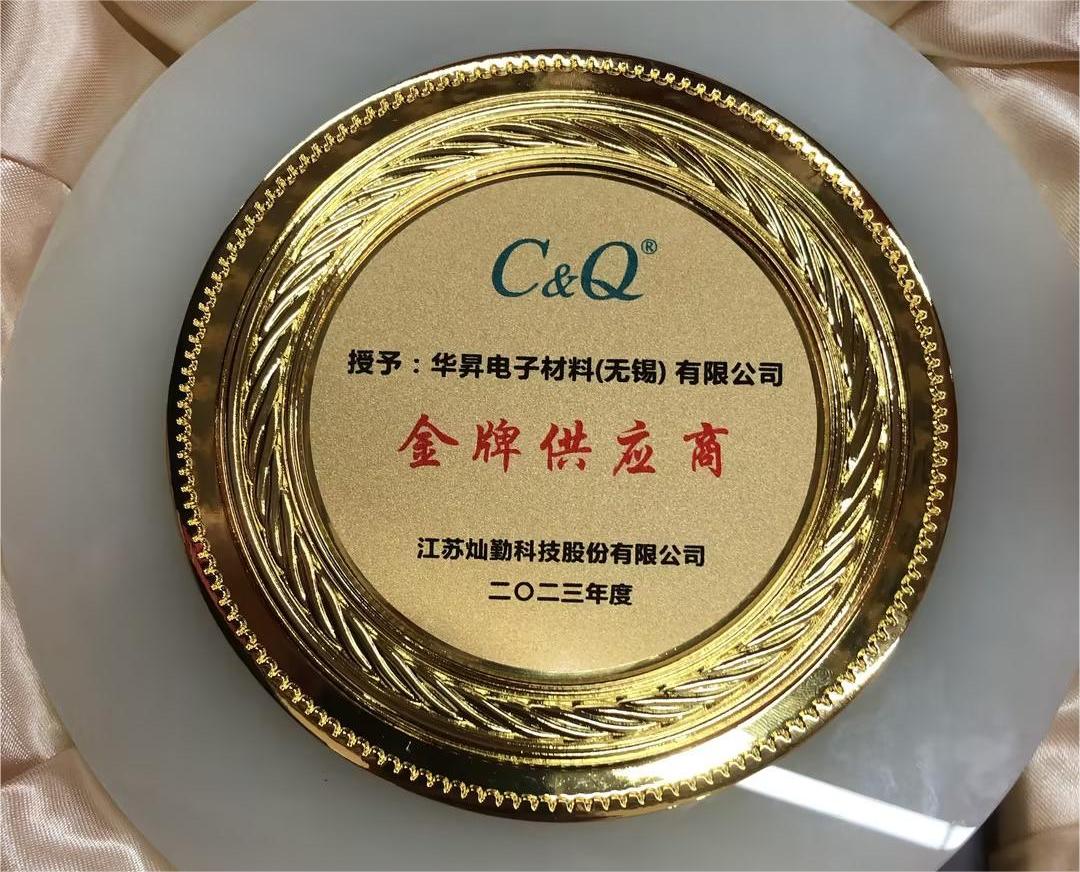 C&Q®
授予：华昇电子材料(无锡)有限公司
金牌供应商
江苏灿勤科技股份有限公司
二〇二三年度